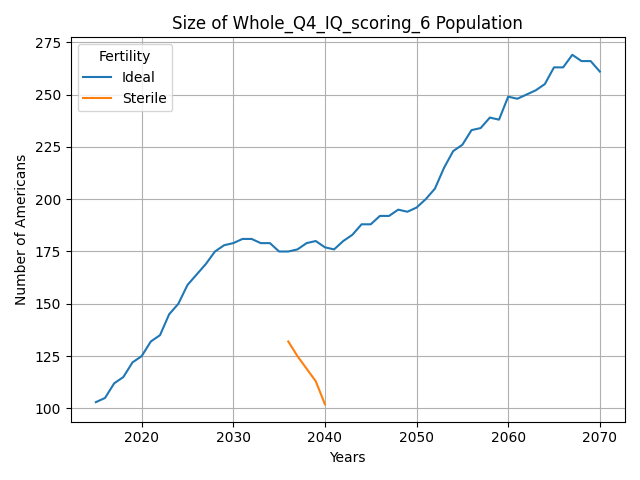 Size of Whole_Q4_IQ_scoring_6 Population
Fertility
Ideal
Sterile
Number of Americans
275
250
225
200
175
150
125
100
2020 2030 2040 2050 2060 2070
Years